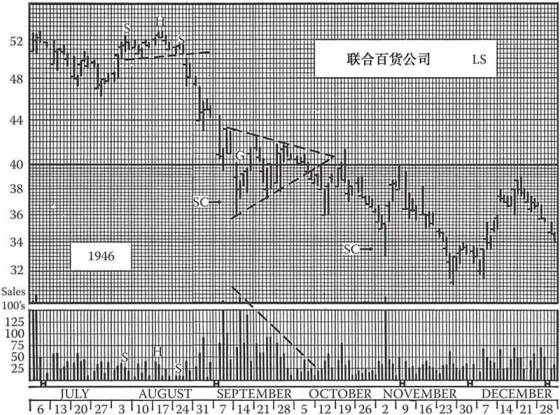 S H S
联合百货公司 LS
52
48
44
G
40
38
36
SC→
34
SC→
32
1946
Sales
100's
125
100
75
50
25
S H S
JULY AUGUST SEPTEMBER OCTOBER NOVEMBER DECEMBER
6 13 20 27 3 10 17 24 31 7 14 21 28 5 12 19 26 2 9 16 23 30 7 14 21 28